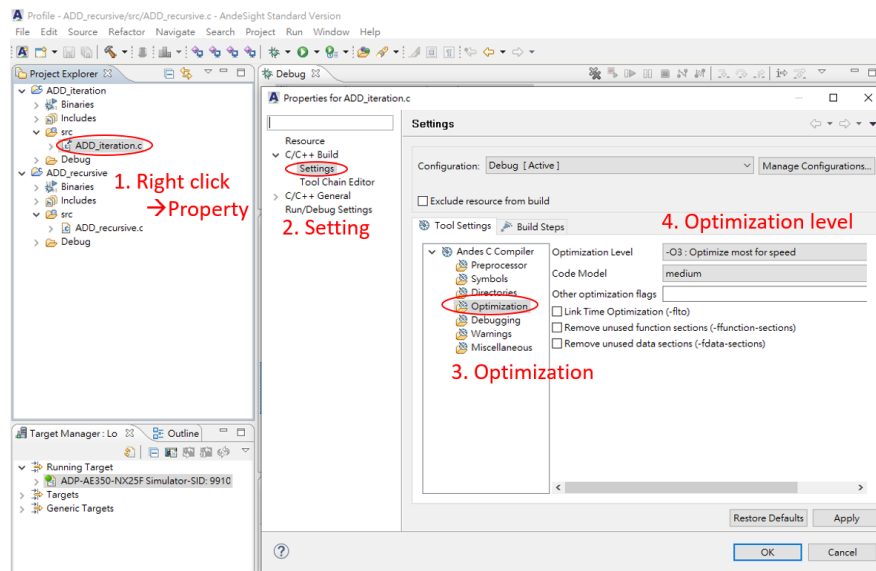 Profile - ADD_recursive/src/ADD_recursive.c - AndeSight Standard Version
File Edit Source Refactor Navigate Search Project Run Window Help
Project Explorer
ADD_iteration
Binaries
Includes
src
ADD_iteration.c
Debug
ADD_recursive
Binaries
Includes
src
ADD_recursive.c
Debug
1. Right click
→Property
Target Manager : Lo
Outline
Running Target
ADP-AE350-NX25F Simulator-SID: 9910
Targets
Generic Targets
Debug
Properties for ADD_iteration.c
Resource
C/C++ Build
Settings
Tool Chain Editor
C/C++ General
Run/Debug Settings
2. Setting
Settings
Configuration: Debug [ Active ]
Manage Configurations...
Exclude resource from build
Tool Settings
Build Steps
4. Optimization level
Andes C Compiler
Preprocessor
Symbols
Directories
Optimization
Debugging
Warnings
Miscellaneous
3. Optimization
Optimization Level
-O3 : Optimize most for speed
Code Model
medium
Other optimization flags
Link Time Optimization (-flto)
Remove unused function sections (-ffunction-sections)
Remove unused data sections (-fdata-sections)
Restore Defaults
Apply
OK
Cancel